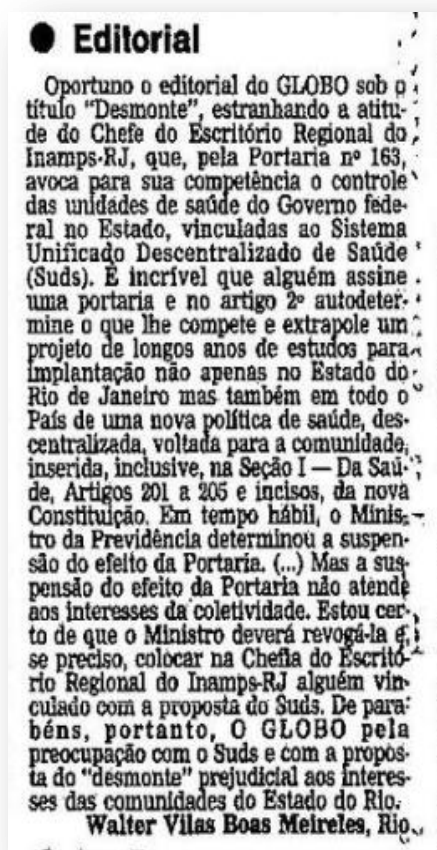 ● Editorial
Oportuno o editorial do GLOBO sob o
título "Desmonte", estranhando a atitu-
de do Chefe do Escritório Regional do
Inamps-RJ, que, pela Portaria nº 163,
avoca para sua competência o controle
das unidades de saúde do Governo fede-
ral no Estado, vinculadas ao Sistema
Unificado Descentralizado de Saúde
(Suds). É incrível que alguém assine
uma portaria e no artigo 2º autodeter-
mine o que lhe compete e extrapole um
projeto de longos anos de estudos para
implantação não apenas no Estado do
Rio de Janeiro mas também em todo o
País de uma nova política de saúde, des-
centralizada, voltada para a comunidade,
inserida, inclusive, na Seção I — Da Saú-
de, Artigos 201 a 205 e incisos, da nova
Constituição. Em tempo hábil, o Minis-
tro da Previdência determinou a suspen-
são do efeito da Portaria. (...) Mas a sus-
pensão do efeito da Portaria não atende
aos interesses da coletividade. Estou cer-
to de que o Ministro deverá revogá-la e,
se preciso, colocar na Chefia do Escritó-
rio Regional do Inamps-RJ alguém vin-
culado com a proposta do Suds. De para-
béns, portanto, O GLOBO pela
preocupação com o Suds e com a propos-
ta do "desmonte" prejudicial aos interes-
ses das comunidades do Estado do Rio.
Walter Vilas Boas Meireles, Rio